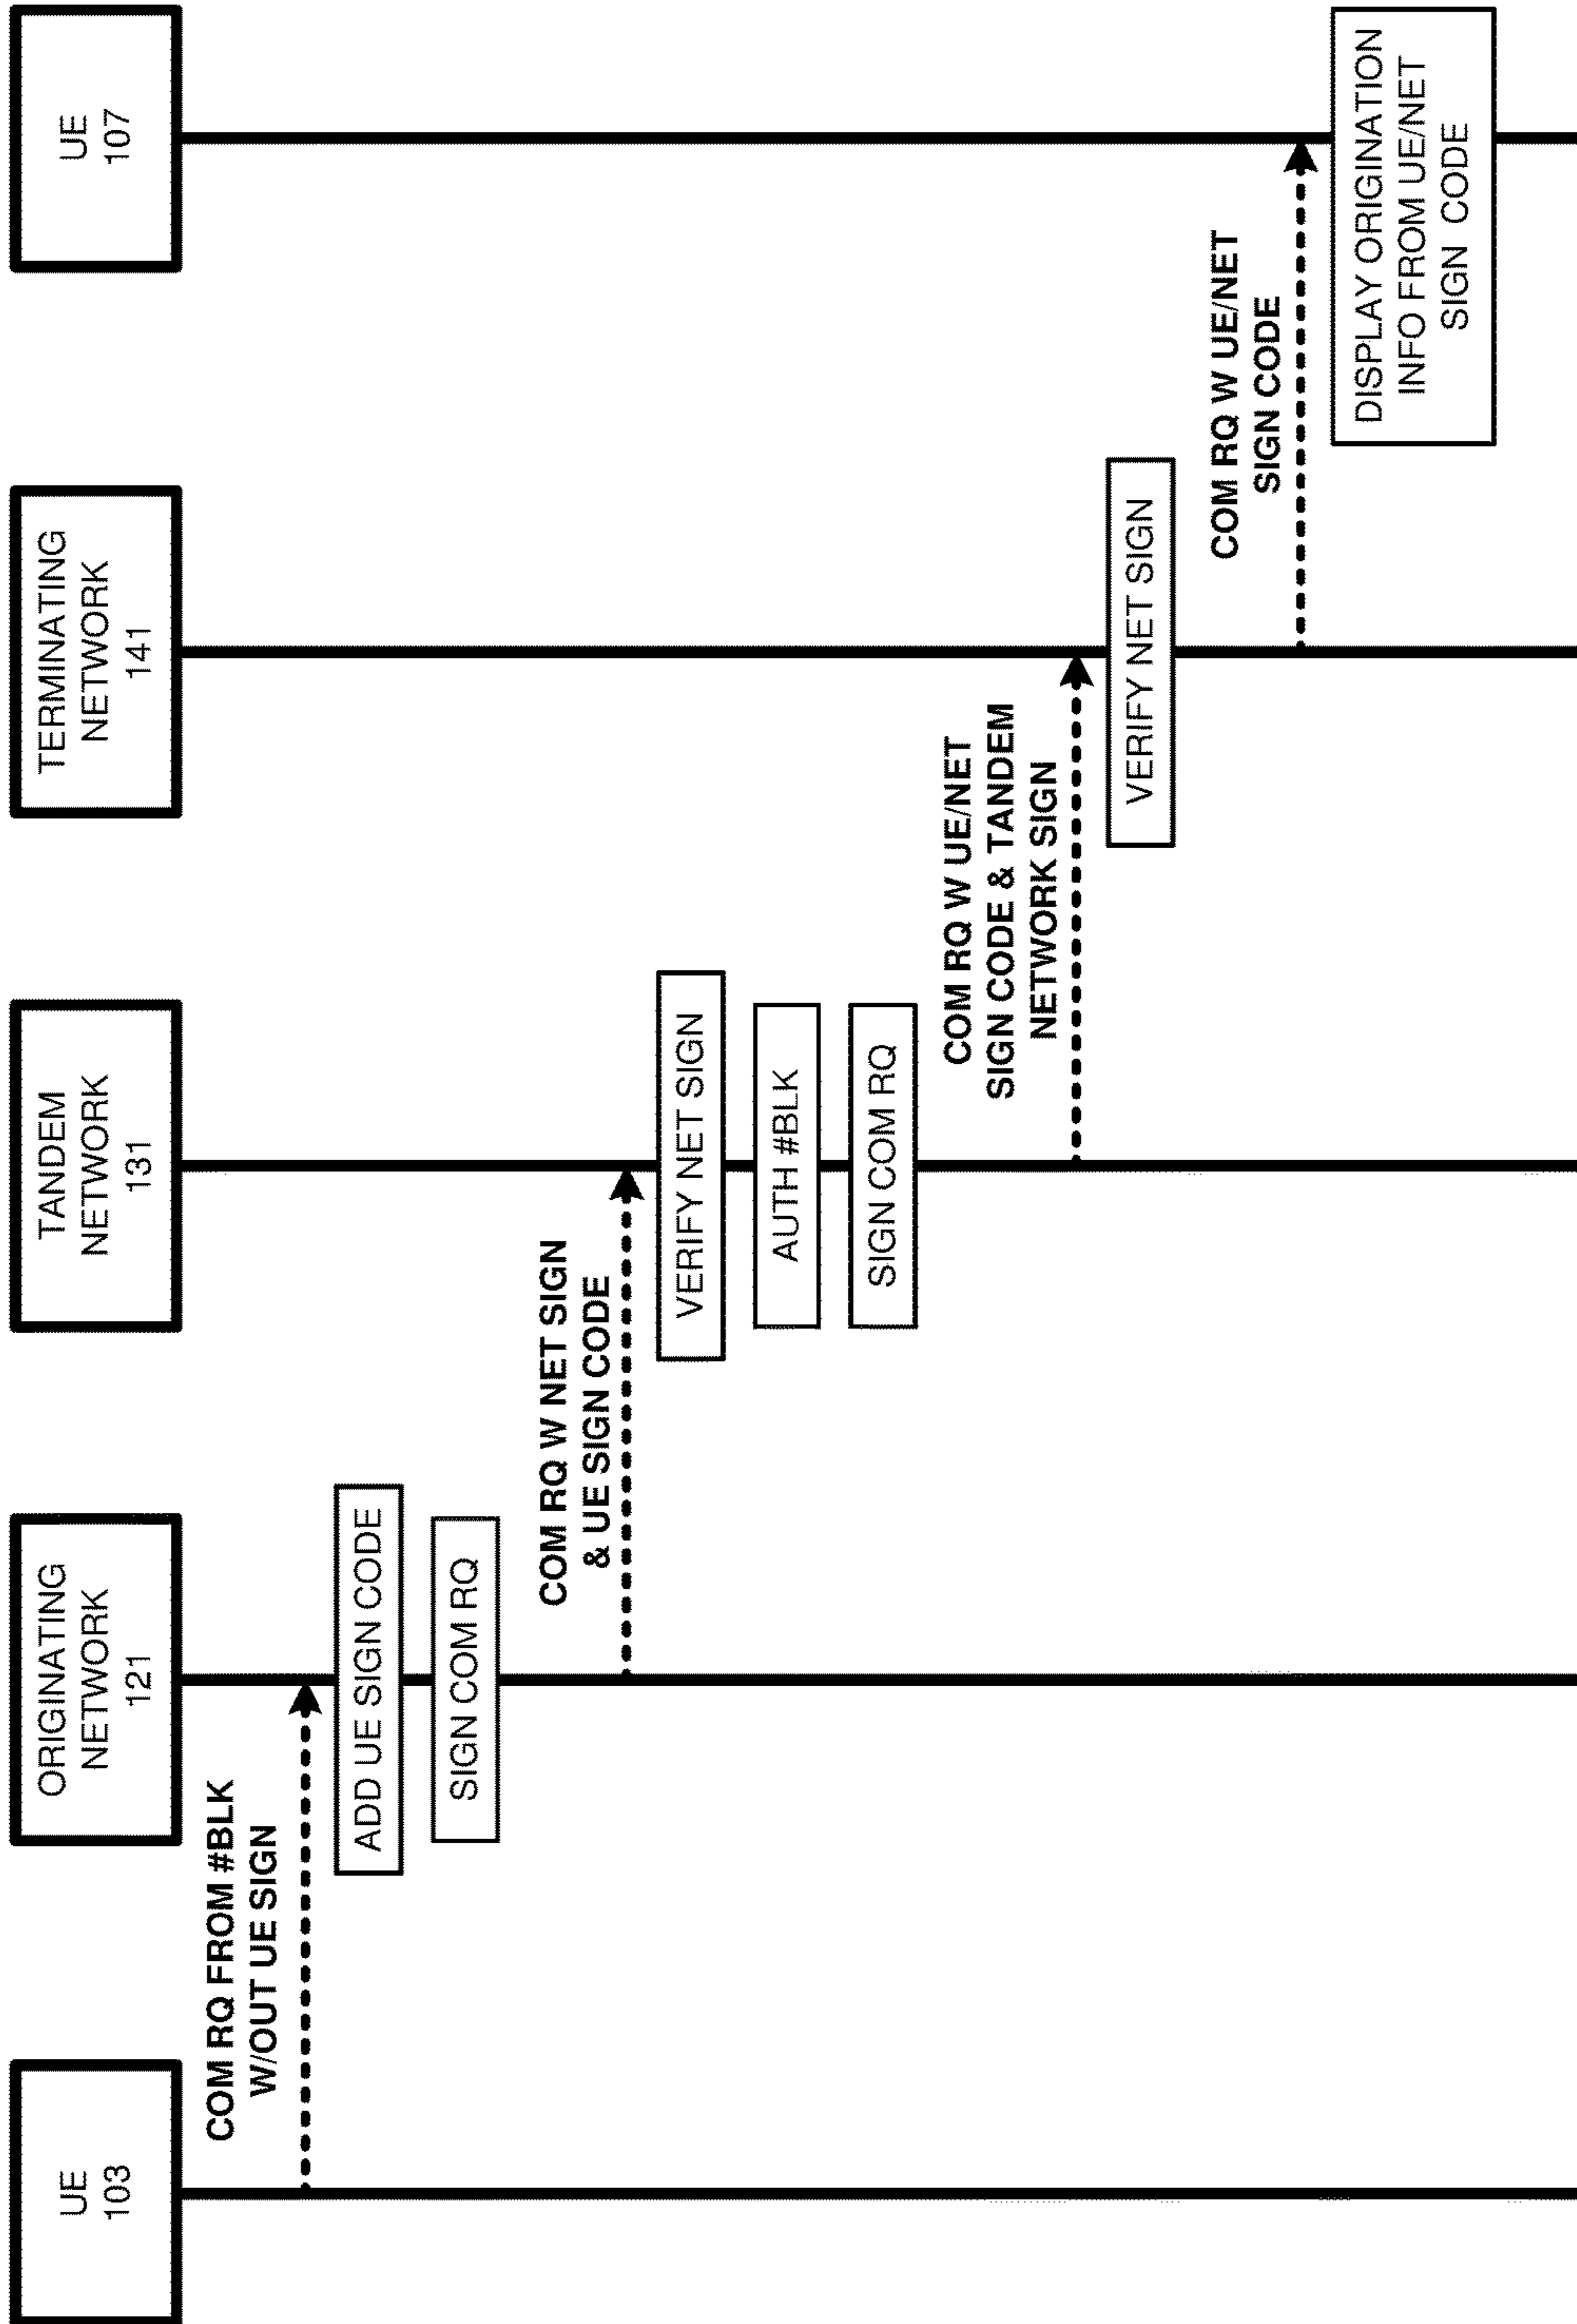 UE
103
ORIGINATING
NETWORK
121
TANDEM
NETWORK
131
TERMINATING
NETWORK
141
UE
107
COM RQ FROM #BLK
W/OUT UE SIGN
ADD UE SIGN CODE
SIGN COM RQ
COM RQ W NET SIGN
& UE SIGN CODE
VERIFY NET SIGN
AUTH #BLK
SIGN COM RQ
COM RQ W UE/NET
SIGN CODE & TANDEM
NETWORK SIGN
VERIFY NET SIGN
COM RQ W UE/NET
SIGN CODE
DISPLAY ORIGINATION
INFO FROM UE/NET
SIGN CODE